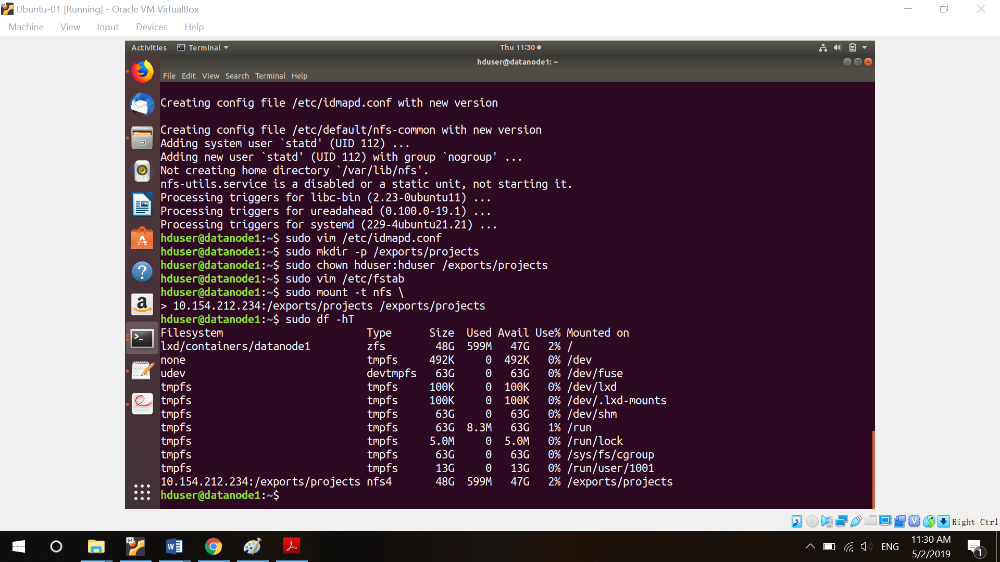 Ubuntu-01 [Running] - Oracle VM VirtualBox
Machine View Input Devices Help
Activities Terminal Thu 11:30
hduser@datanode1: ~
File Edit View Search Terminal Help
Creating config file /etc/idmapd.conf with new version
Creating config file /etc/default/nfs-common with new version
Adding system user `statd' (UID 112) ...
Adding new user `statd' (UID 112) with group `nogroup' ...
Not creating home directory `/var/lib/nfs'.
nfs-utils.service is a disabled or a static unit, not starting it.
Processing triggers for libc-bin (2.23-0ubuntu11) ...
Processing triggers for ureadahead (0.100.0-19.1) ...
Processing triggers for systemd (229-4ubuntu21.21) ...
hduser@datanode1:~$ sudo vim /etc/idmapd.conf
hduser@datanode1:~$ sudo mkdir -p /exports/projects
hduser@datanode1:~$ sudo chown hduser:hduser /exports/projects
hduser@datanode1:~$ sudo vim /etc/fstab
hduser@datanode1:~$ sudo mount -t nfs \
> 10.154.212.234:/exports/projects /exports/projects
hduser@datanode1:~$ sudo df -hT
Filesystem Type Size Used Avail Use% Mounted on
lxd/containers/datanode1 zfs 48G 599M 47G 2% /
none tmpfs 492K 0 492K 0% /dev
udev devtmpfs 63G 0 63G 0% /dev/fuse
tmpfs tmpfs 100K 0 100K 0% /dev/lxd
tmpfs tmpfs 100K 0 100K 0% /dev/.lxd-mounts
tmpfs tmpfs 63G 0 63G 0% /dev/shm
tmpfs tmpfs 63G 8.3M 63G 1% /run
tmpfs tmpfs 5.0M 0 5.0M 0% /run/lock
tmpfs tmpfs 63G 0 63G 0% /sys/fs/cgroup
tmpfs tmpfs 13G 0 13G 0% /run/user/1001
10.154.212.234:/exports/projects nfs4 48G 599M 47G 2% /exports/projects
hduser@datanode1:~$
Right Ctrl
64
ENG
11:30 AM
5/2/2019
1